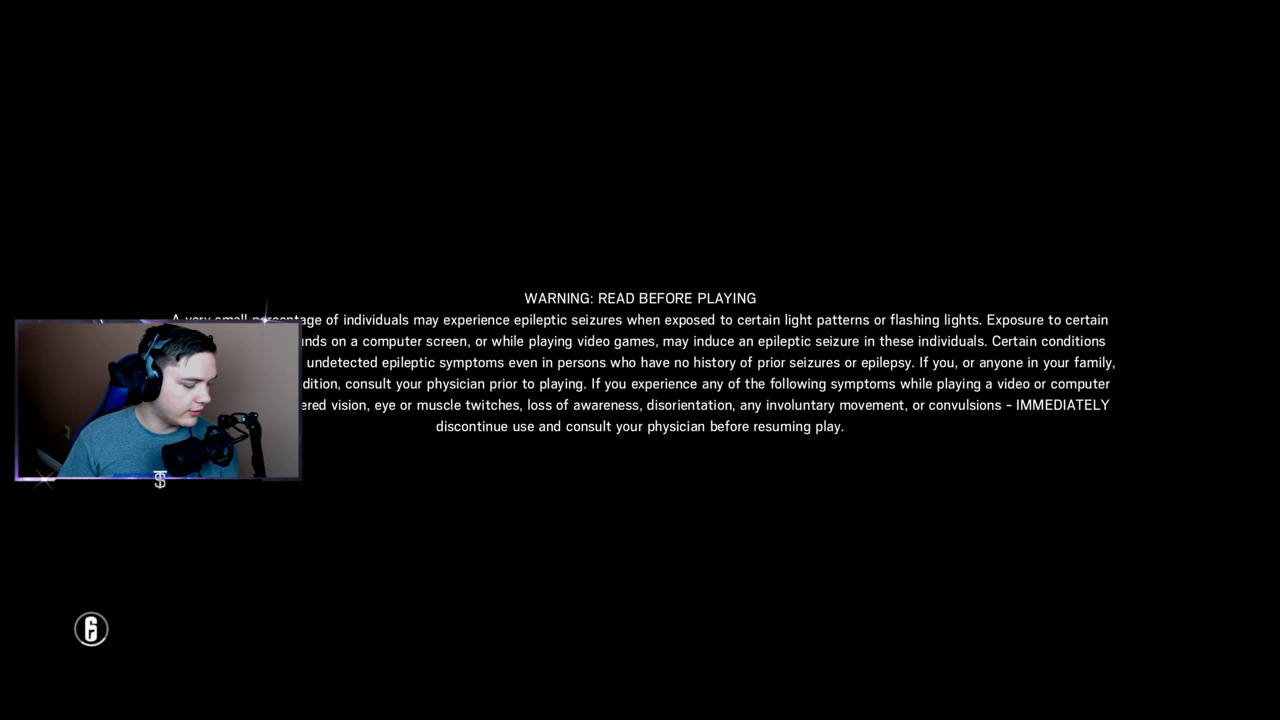 WARNING: READ BEFORE PLAYING
A very small percentage of individuals may experience epileptic seizures when exposed to certain light patterns or flashing lights. Exposure to certain
on a computer screen, or while playing video games, may induce an epileptic seizure in these individuals. Certain conditions
undetected epileptic symptoms even in persons who have no history of prior seizures or epilepsy. If you, or anyone in your family,
consult your physician prior to playing. If you experience any of the following symptoms while playing a video or computer
vision, eye or muscle twitches, loss of awareness, disorientation, any involuntary movement, or convulsions - IMMEDIATELY
discontinue use and consult your physician before resuming play.
6